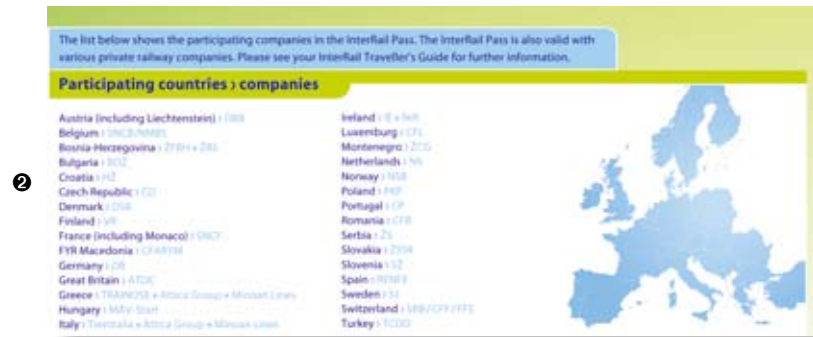 The list below shows the participating companies in the InterRail Pass. The InterRail Pass is also valid with
various private railway companies. Please see your InterRail Traveller's Guide for further information.
Participating countries › companies
❷
Austria (including Liechtenstein) › ÖBB
Belgium › SNCB/NMBS
Bosnia-Herzegovina › ŽFBH • ŽRS
Bulgaria › BDZ
Croatia › HŽ
Czech Republic › CD
Denmark › DSB
Finland › VR
France (including Monaco) › SNCF
FYR Macedonia › CFARYM
Germany › DB
Great Britain › ATOC
Greece › TRAINOSE • Attica Group • Minoan Lines
Hungary › MÁV-Start
Italy › Trenitalia • Attica Group • Minoan Lines
Ireland › IE • NIR
Luxemburg › CFL
Montenegro › ŽCG
Netherlands › NS
Norway › NSB
Poland › PKP
Portugal › CP
Romania › CFR
Serbia › ŽS
Slovakia › ŽSSK
Slovenia › SŽ
Spain › RENFE
Sweden › SJ
Switzerland › SBB/CFF/FFS
Turkey › TCDD